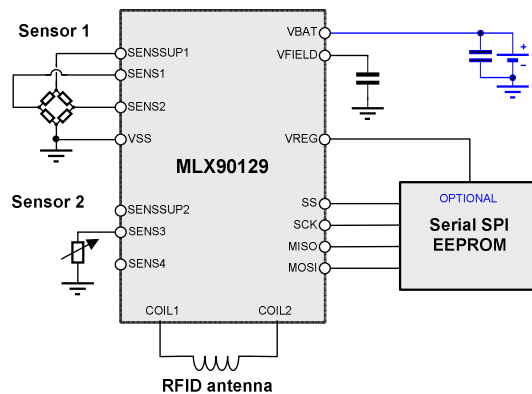 Sensor 1
SENSSUP1
SENS1
SENS2
VSS
Sensor 2
SENSSUP2
SENS3
SENS4
MLX90129
VBAT
VFIELD
VREG
SS
SCK
MISO
MOSI
COIL1
COIL2
RFID antenna
+
−
OPTIONAL
Serial SPI
EEPROM